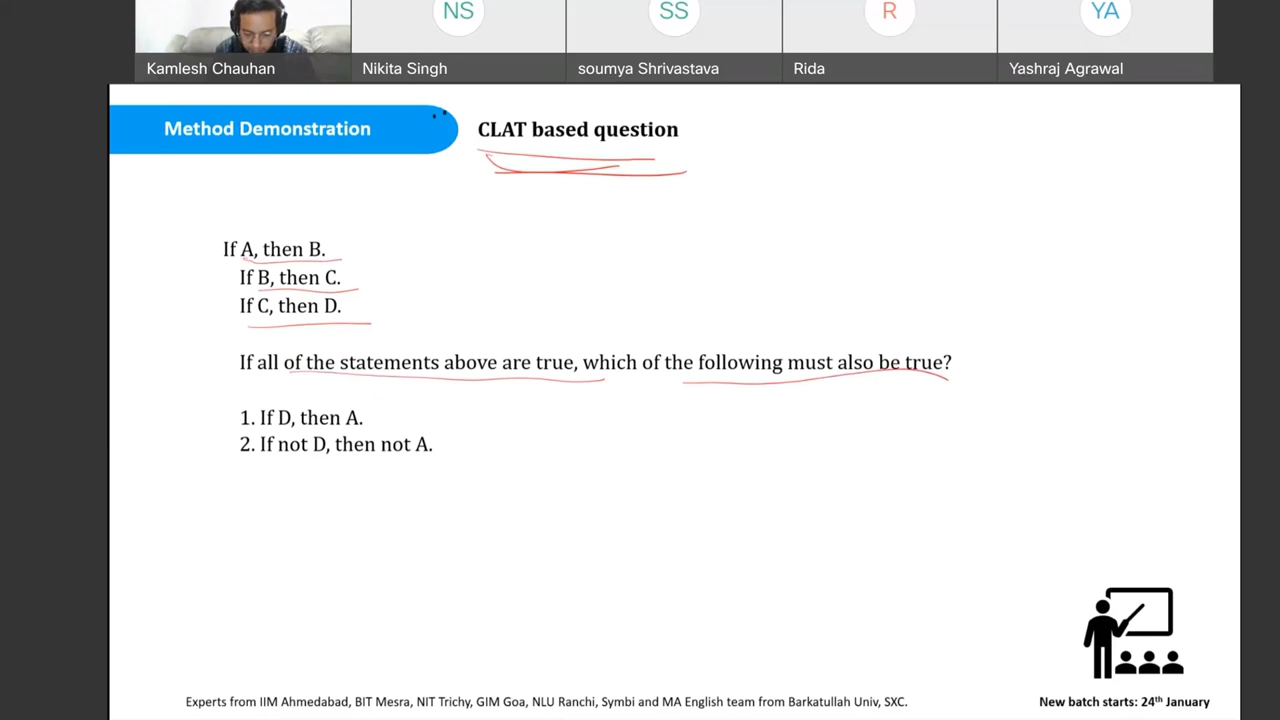 NS
SS
R
YA
Kamlesh Chauhan
Nikita Singh
soumya Shrivastava
Rida
Yashraj Agrawal
Method Demonstration
CLAT based question
If A, then B.
If B, then C.
If C, then D.
If all of the statements above are true, which of the following must also be true?
1. If D, then A.
2. If not D, then not A.
Experts from IIM Ahmedabad, BIT Mesra, NIT Trichy, GIM Goa, NLU Ranchi, Symbi and MA English team from Barkatullah Univ, SXC.
New batch starts: 24th January